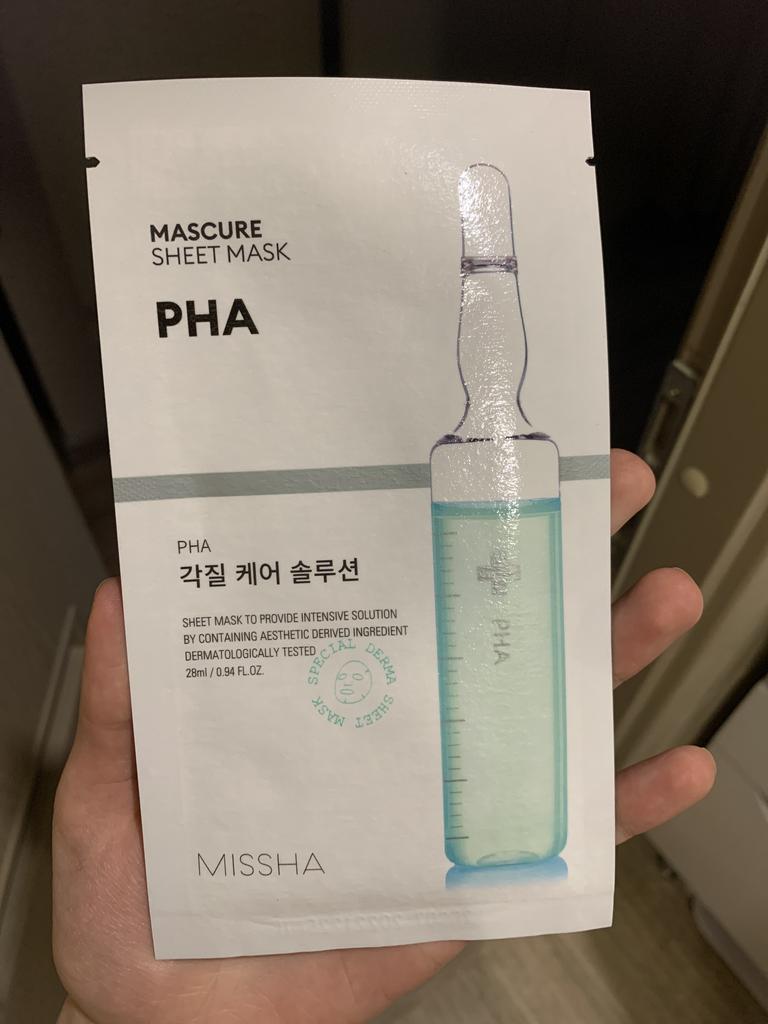 MASCURE
SHEET MASK
PHA
PHA
각질 케어 솔루션
SHEET MASK TO PROVIDE INTENSIVE SOLUTION
BY CONTAINING AESTHETIC DERIVED INGREDIENT
DERMATOLOGICALLY TESTED
28ml / 0.94 FL.OZ.
SPECIAL DERMA SHEET MASK
PHA
MISSHA